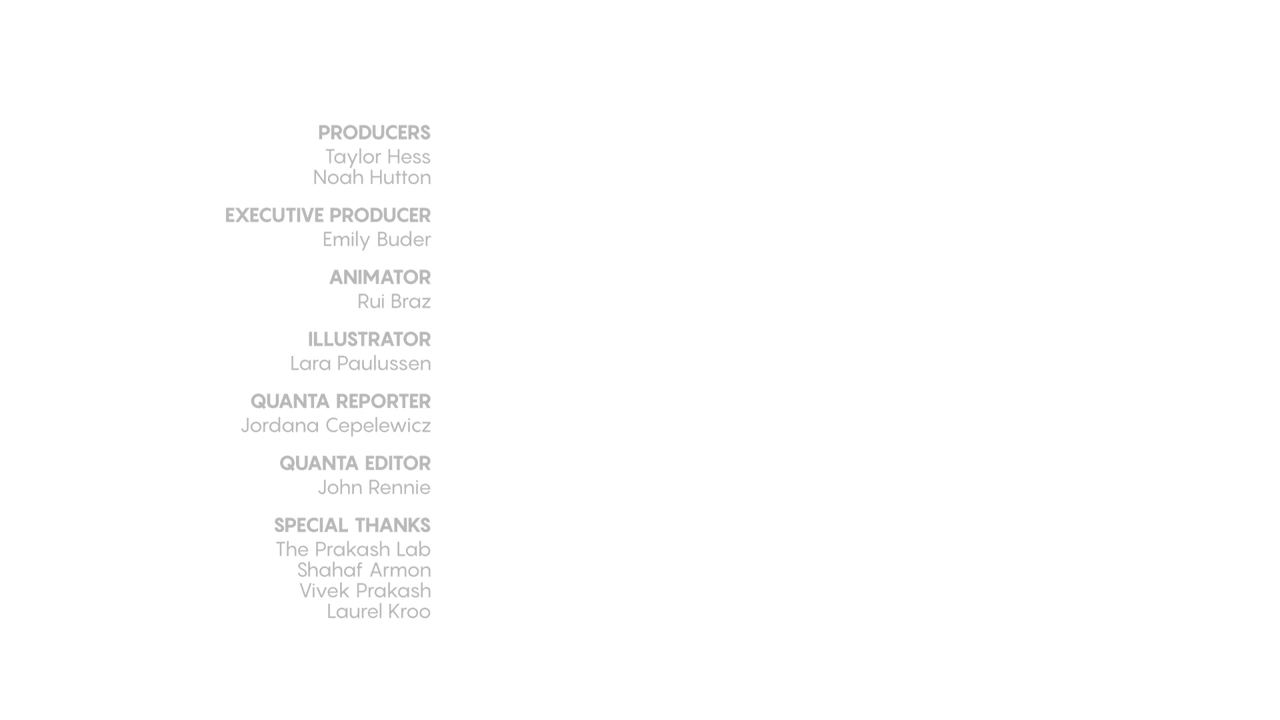 PRODUCERS
Taylor Hess
Noah Hutton
EXECUTIVE PRODUCER
Emily Buder
ANIMATOR
Rui Braz
ILLUSTRATOR
Lara Paulussen
QUANTA REPORTER
Jordana Cepelewicz
QUANTA EDITOR
John Rennie
SPECIAL THANKS
The Prakash Lab
Shahaf Armon
Vivek Prakash
Laurel Kroo